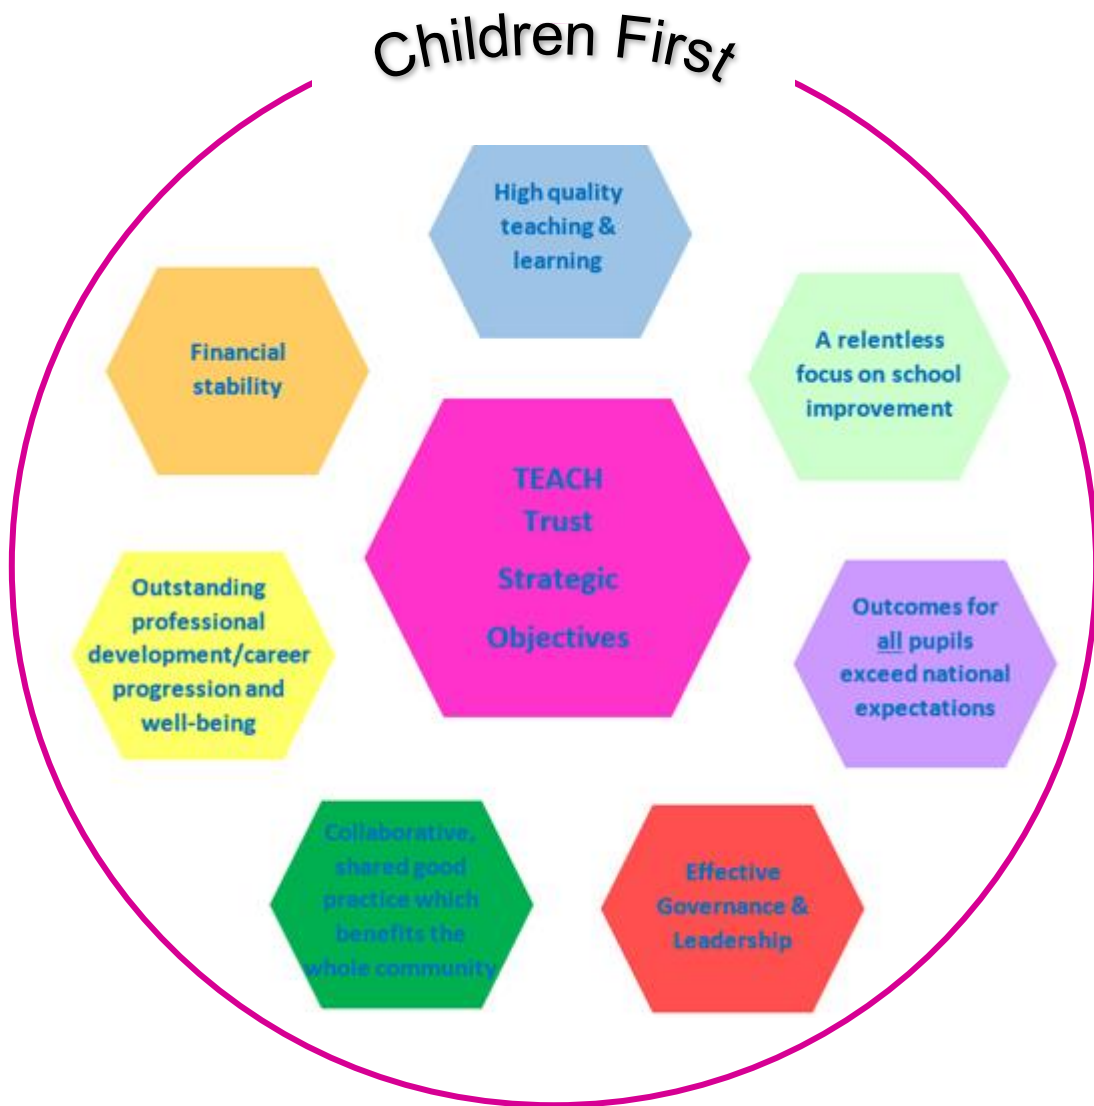 Children First
High quality
teaching &
learning
A relentless
focus on school
improvement
Financial
stability
TEACH
Trust
Strategic
Objectives
Outcomes for
all pupils
exceed national
expectations
Outstanding
professional
development/career
progression and
well-being
Collaborative,
shared good
practice which
benefits the
whole community
Effective
Governance &
Leadership